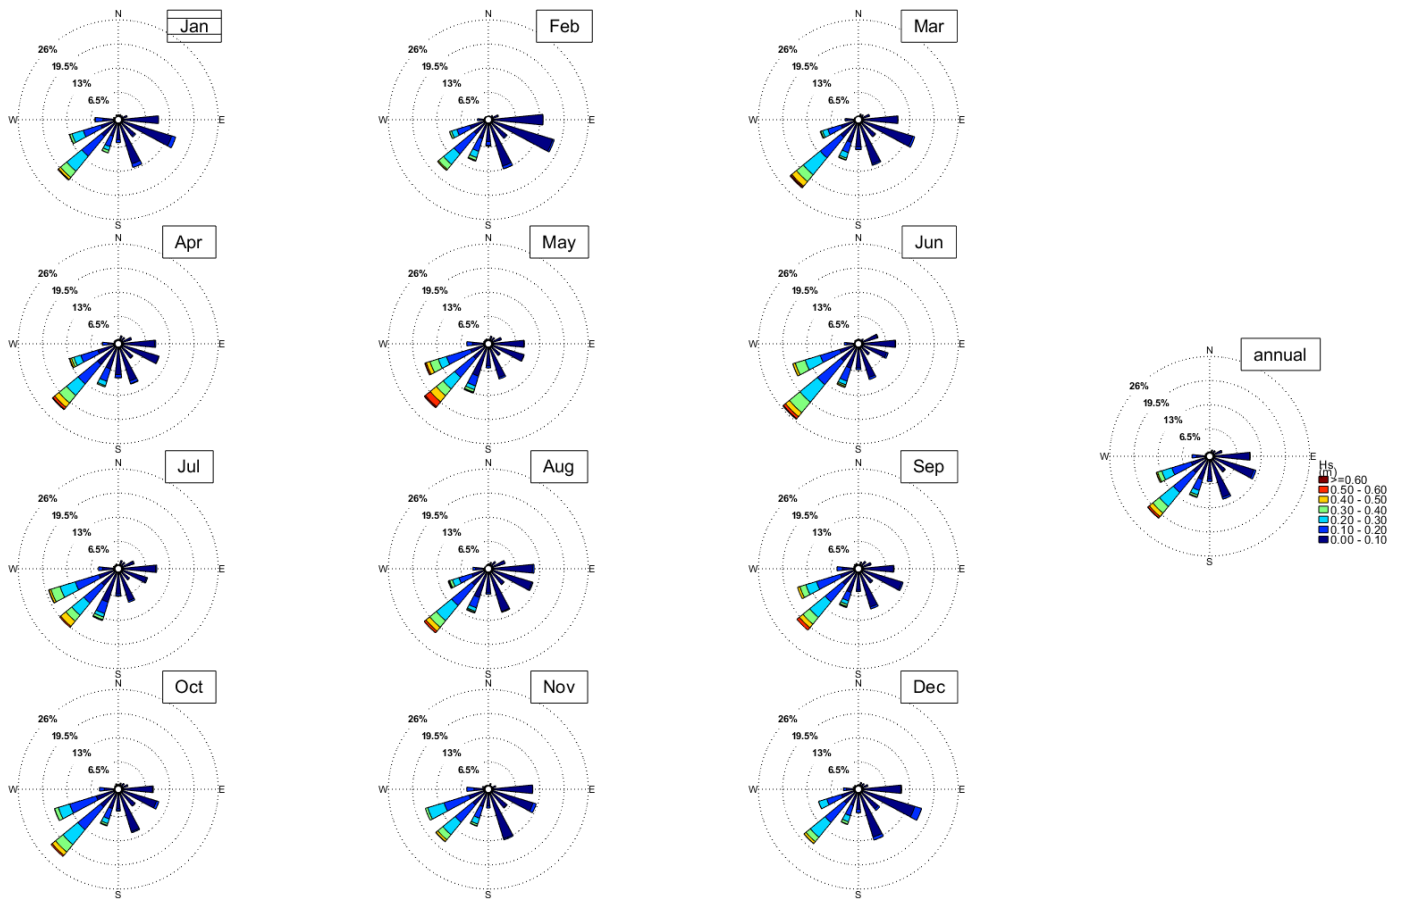 Jan
N
26%
19.5%
13%
6.5%
W
E
S
Feb
N
26%
19.5%
13%
6.5%
W
E
S
Mar
N
26%
19.5%
13%
6.5%
W
E
S
Apr
N
26%
19.5%
13%
6.5%
W
E
S
May
N
26%
19.5%
13%
6.5%
W
E
S
Jun
N
26%
19.5%
13%
6.5%
W
E
S
Jul
N
26%
19.5%
13%
6.5%
W
E
S
Aug
N
26%
19.5%
13%
6.5%
W
E
S
Sep
N
26%
19.5%
13%
6.5%
W
E
S
Oct
N
26%
19.5%
13%
6.5%
W
E
S
Nov
N
26%
19.5%
13%
6.5%
W
E
S
Dec
N
26%
19.5%
13%
6.5%
W
E
S
annual
N
26%
19.5%
13%
6.5%
W
E
S
Hs
(m)
>=0.60
0.50 - 0.60
0.40 - 0.50
0.30 - 0.40
0.20 - 0.30
0.10 - 0.20
0.00 - 0.10